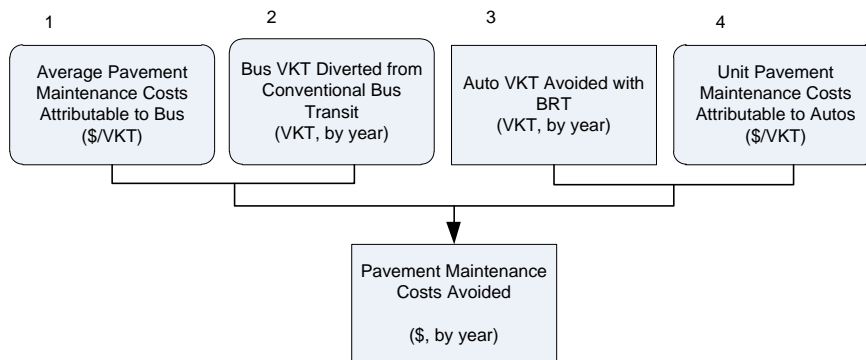 1
2
3
4
Average Pavement
Maintenance Costs
Attributable to Bus
($/VKT)
Bus VKT Diverted from
Conventional Bus
Transit
(VKT, by year)
Auto VKT Avoided with
BRT
(VKT, by year)
Unit Pavement
Maintenance Costs
Attributable to Autos
($/VKT)
Pavement Maintenance
Costs Avoided
($, by year)